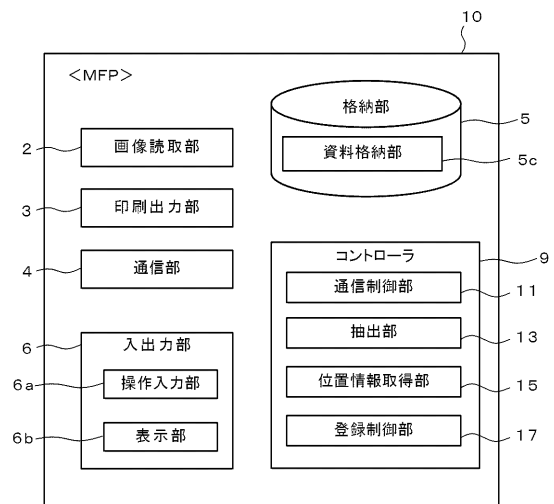 10
<MFP>
格納部
5
資料格納部
5c
2
画像読取部
3
印刷出力部
4
通信部
コントローラ
9
通信制御部
11
抽出部
13
位置情報取得部
15
登録制御部
17
6
入出力部
6a
操作入力部
6b
表示部